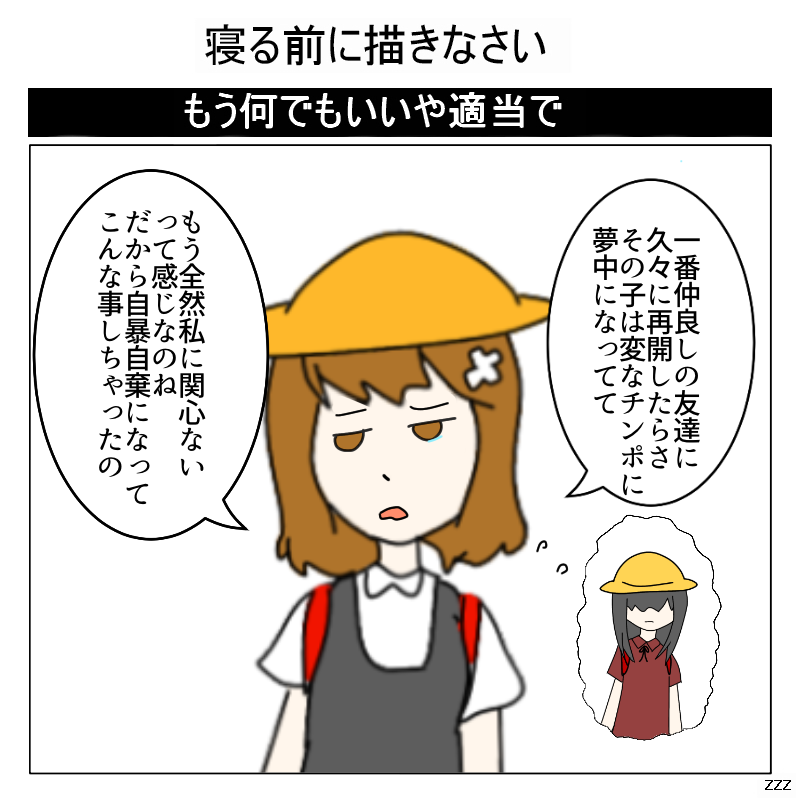 寝る前に描きなさい
もう何でもいいや適当で
一番仲良しの友達に
久々に再開したらさ
その子は変なチンポに
夢中になってて
もう全然私に関心ない
って感じなのね
だから自暴自棄になって
こんな事しちゃったの
zzz